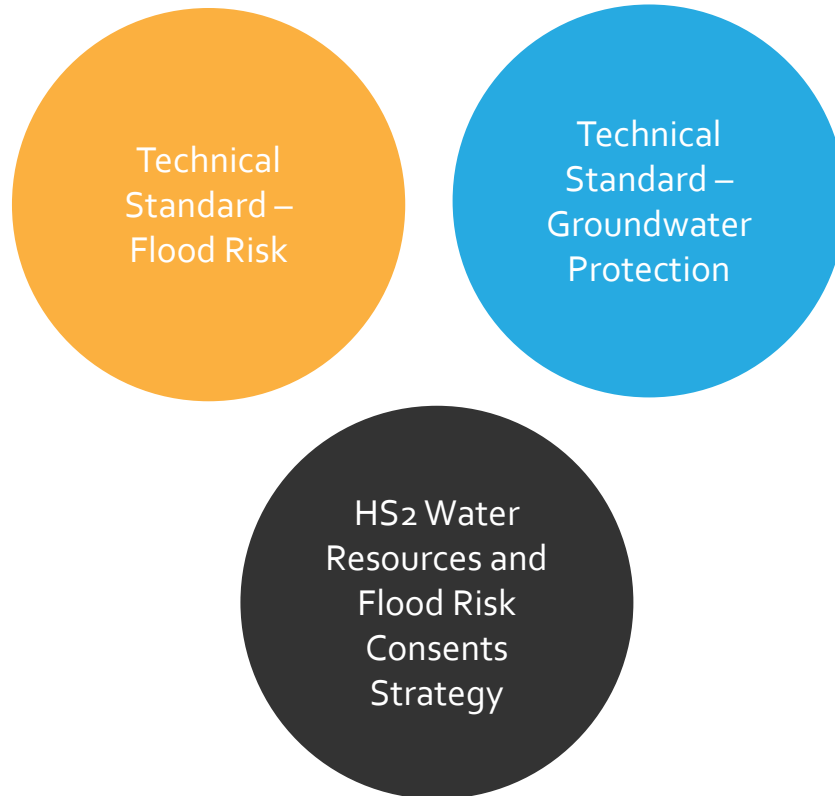 Technical
Standard –
Flood Risk
Technical
Standard –
Groundwater
Protection
HS2 Water
Resources and
Flood Risk
Consents
Strategy